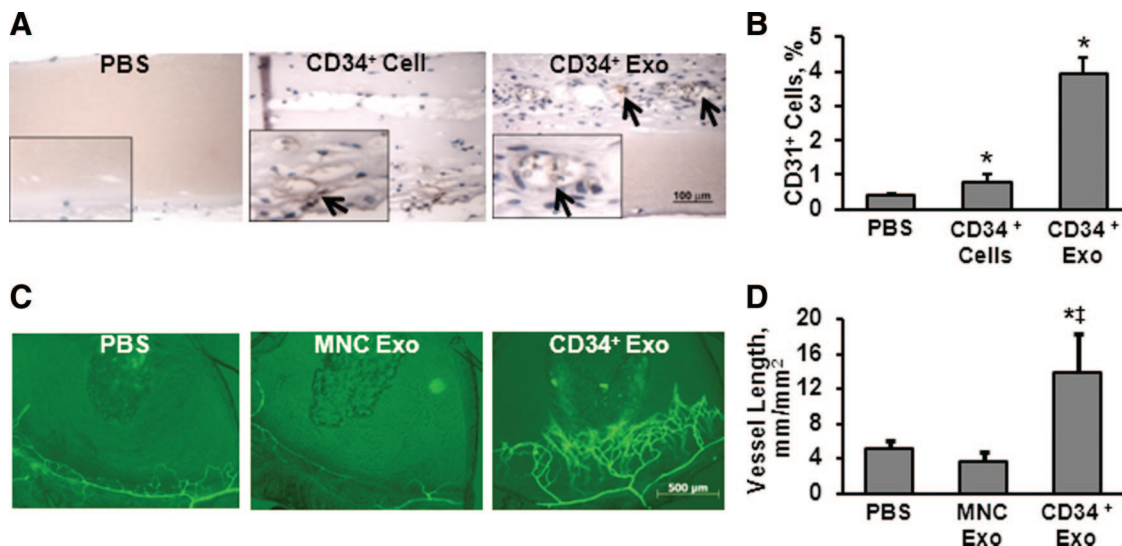 A
PBS
CD34⁺ Cell
CD34⁺ Exo
100 µm
B
CD31⁺ Cells, %
5
4
3
2
1
0
*
*
PBS
CD34⁺
Cells
CD34⁺
Exo
C
PBS
MNC Exo
CD34⁺ Exo
500 µm
D
Vessel Length,
mm/mm²
20
16
12
8
4
0
*‡
PBS
MNC
Exo
CD34⁺
Exo